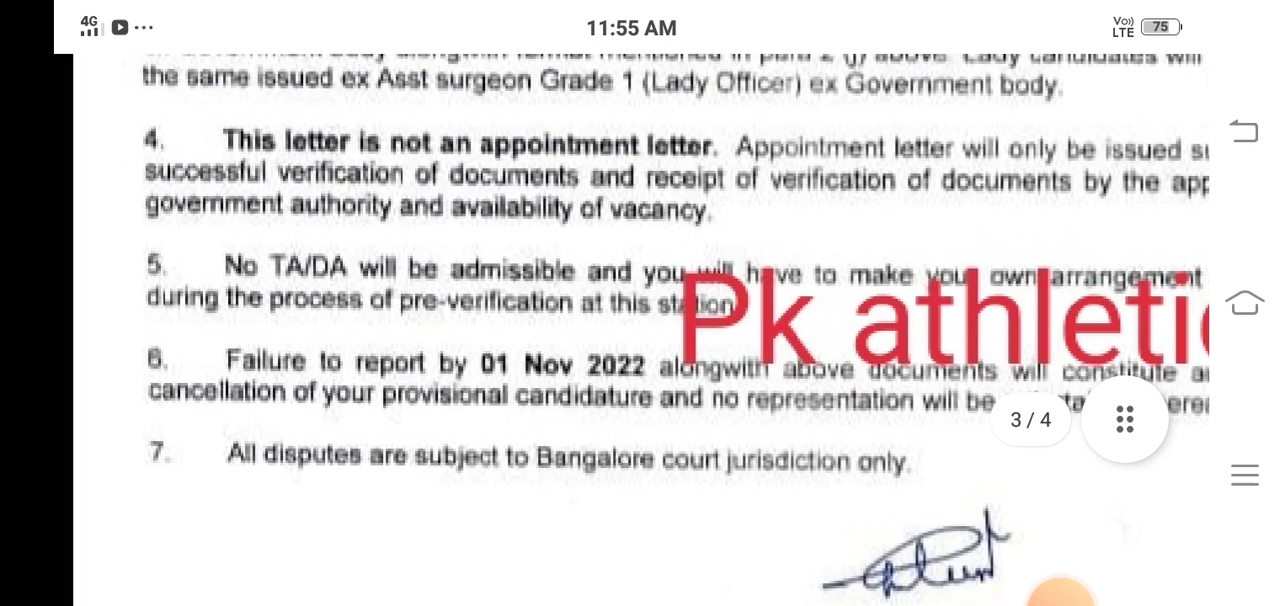 4G ... 11:55 AM Vo)) LTE 75
the same issued ex Asst surgeon Grade 1 (Lady Officer) ex Government body.
4. This letter is not an appointment letter. Appointment letter will only be issued
successful verification of documents and receipt of verification of documents by the
government authority and availability of vacancy.
5. No TA/DA will be admissible and you will have to make your own arrangement
during the process of pre-verification at this station
Pk athleti
6. Failure to report by 01 Nov 2022 alongwith above documents will constitute
cancellation of your provisional candidature and no representation will be
3 / 4
7. All disputes are subject to Bangalore court jurisdiction only.